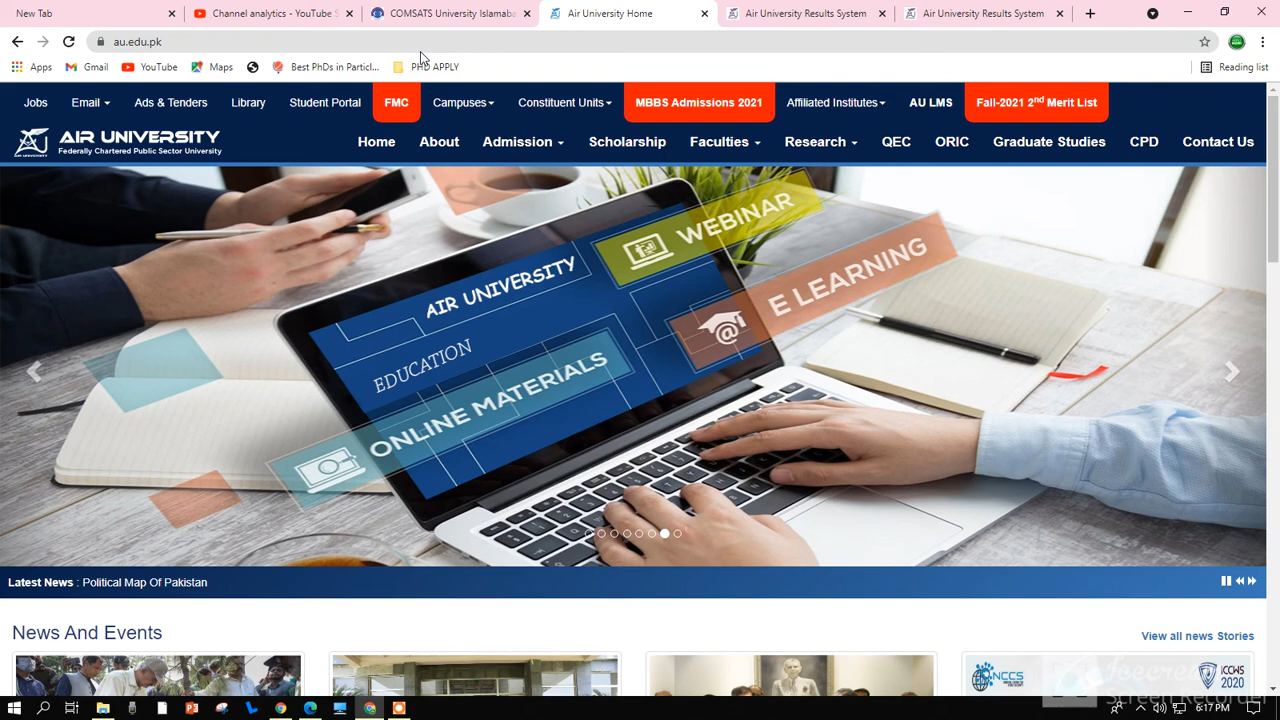 New Tab
Channel analytics - YouTube S
COMSATS University Islamaba
Air University Home
Air University Results System
Air University Results System
au.edu.pk
Apps
Gmail
YouTube
Maps
Best PhDs in Particl...
PHD APPLY
Reading list
Jobs
Email
Ads & Tenders
Library
Student Portal
FMC
Campuses
Constituent Units
MBBS Admissions 2021
Affiliated Institutes
AU LMS
Fall-2021 2nd Merit List
AIR UNIVERSITY
Federally Chartered Public Sector University
Home
About
Admission
Scholarship
Faculties
Research
QEC
ORIC
Graduate Studies
CPD
Contact Us
WEBINAR
AIR UNIVERSITY
E LEARNING
EDUCATION
ONLINE MATERIALS
Latest News : Political Map Of Pakistan
News And Events
View all news Stories
NCCS
ICCWS
2020
Icecream
Screen Recorder
6:17 PM